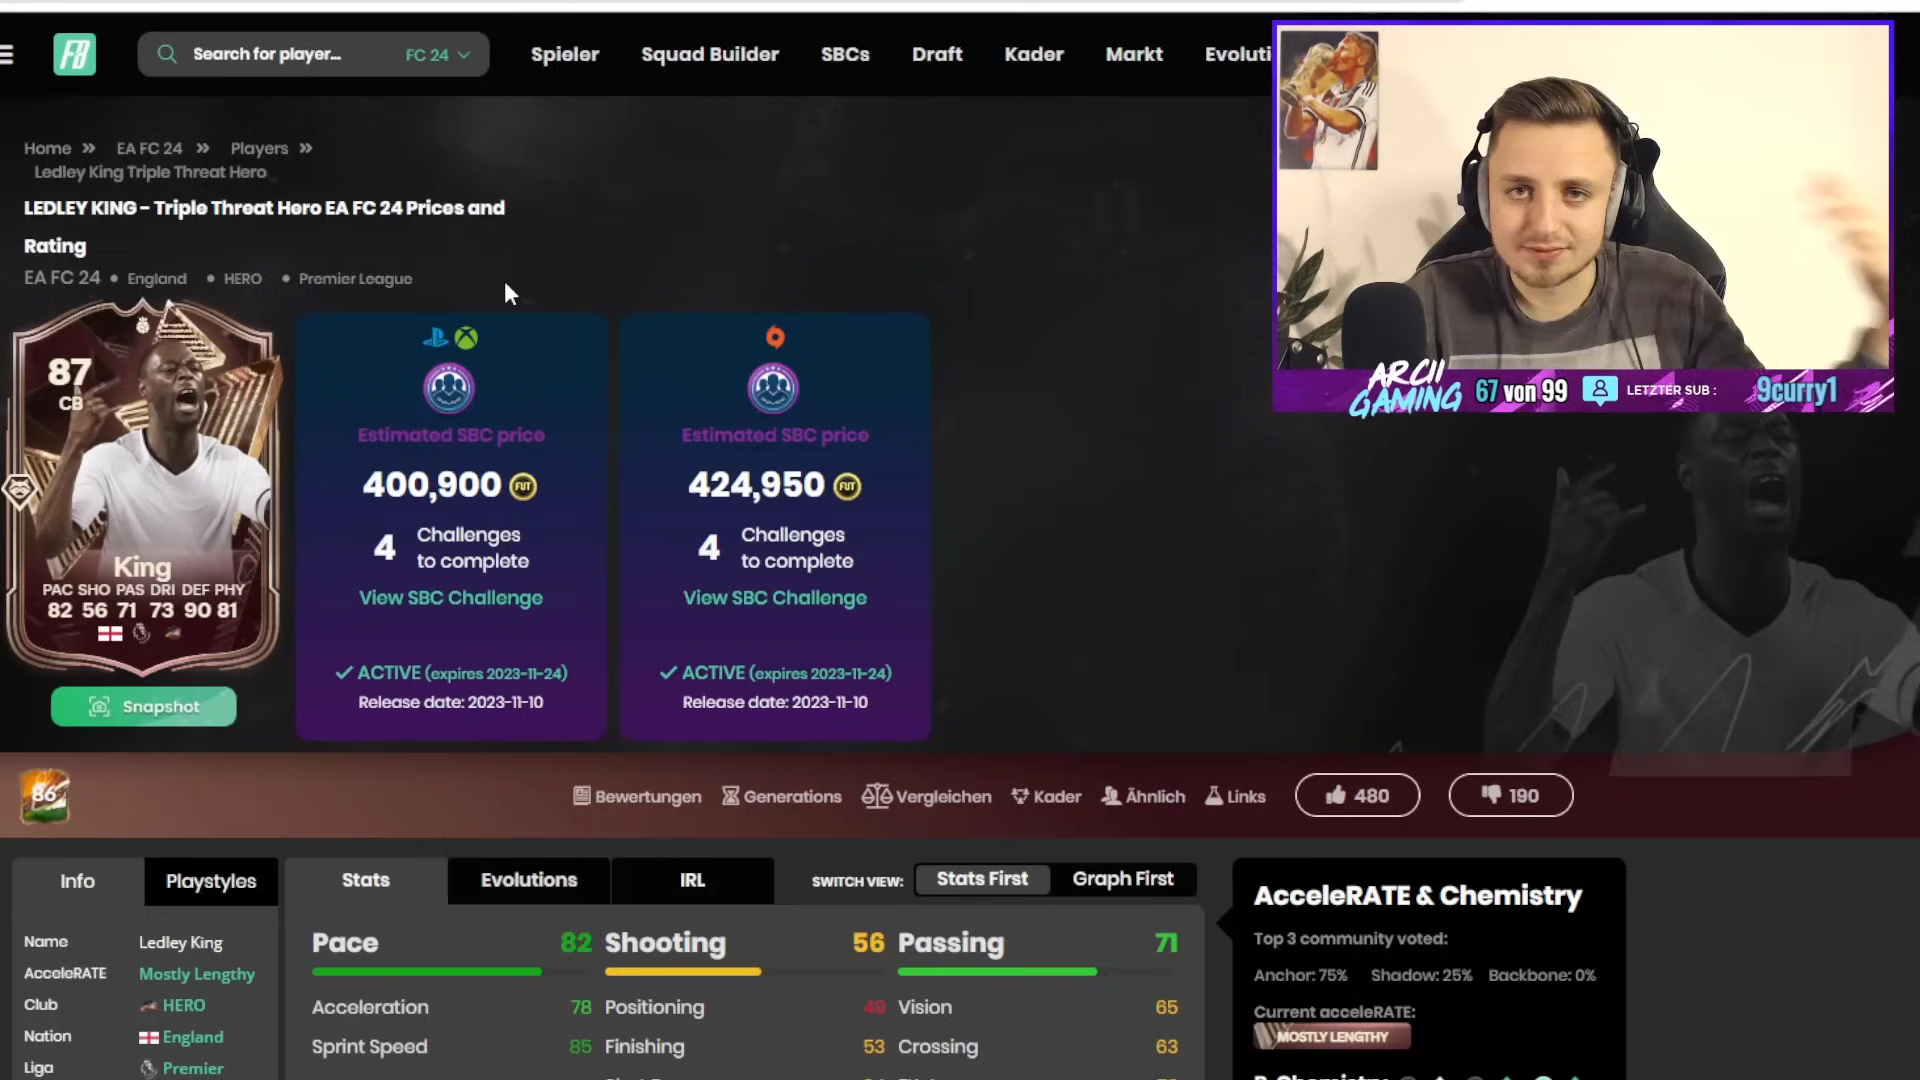 Search for player...
FC 24
Spieler
Squad Builder
SBCs
Draft
Kader
Markt
Evoluti
Home » EA FC 24 » Players »
Ledley King Triple Threat Hero
LEDLEY KING - Triple Threat Hero EA FC 24 Prices and
Rating
EA FC 24 • England • HERO • Premier League
87
CB
King
PAC SHO PAS DRI DEF PHY
82 56 71 73 90 81
Snapshot
Estimated SBC price
400,900 FUT
4 Challenges
to complete
View SBC Challenge
ACTIVE (expires 2023-11-24)
Release date: 2023-11-10
Estimated SBC price
424,950 FUT
4 Challenges
to complete
View SBC Challenge
ACTIVE (expires 2023-11-24)
Release date: 2023-11-10
ARCII
GAMING
67 von 99
LETZTER SUB :
9curry1
86
Bewertungen
Generations
Vergleichen
Kader
Ähnlich
Links
480
190
Info
Playstyles
Name Ledley King
AcceleRATE Mostly Lengthy
Club HERO
Nation England
Liga Premier
Stats
Evolutions
IRL
SWITCH VIEW:
Stats First
Graph First
Pace 82
Acceleration 78
Sprint Speed 85
Shooting 56
Positioning
Finishing 53
Passing 71
Vision 65
Crossing 63
AcceleRATE & Chemistry
Top 3 community voted:
Anchor: 75% Shadow: 25% Backbone: 0%
Current acceleRATE:
MOSTLY LENGTHY